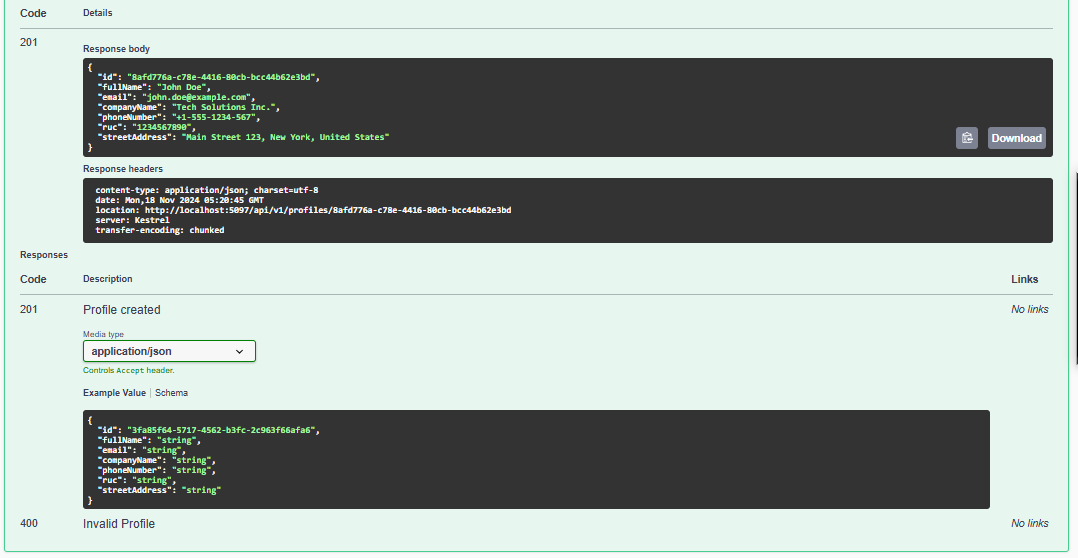 Code Details
201
Response body
{
"id": "8afd776a-c78e-4416-80cb-bcc44b62e3bd",
"fullName": "John Doe",
"email": "john.doe@example.com",
"companyName": "Tech Solutions Inc.",
"phoneNumber": "+1-555-1234-567",
"ruc": "1234567890",
"streetAddress": "Main Street 123, New York, United States"
}
Download
Response headers
content-type: application/json; charset=utf-8
date: Mon,18 Nov 2024 05:20:45 GMT
location: http://localhost:5097/api/v1/profiles/8afd776a-c78e-4416-80cb-bcc44b62e3bd
server: Kestrel
transfer-encoding: chunked
Responses
Code Description Links
201 Profile created No links
Media type
application/json
Controls Accept header.
Example Value | Schema
{
"id": "3fa85f64-5717-4562-b3fc-2c963f66afa6",
"fullName": "string",
"email": "string",
"companyName": "string",
"phoneNumber": "string",
"ruc": "string",
"streetAddress": "string"
}
400 Invalid Profile No links